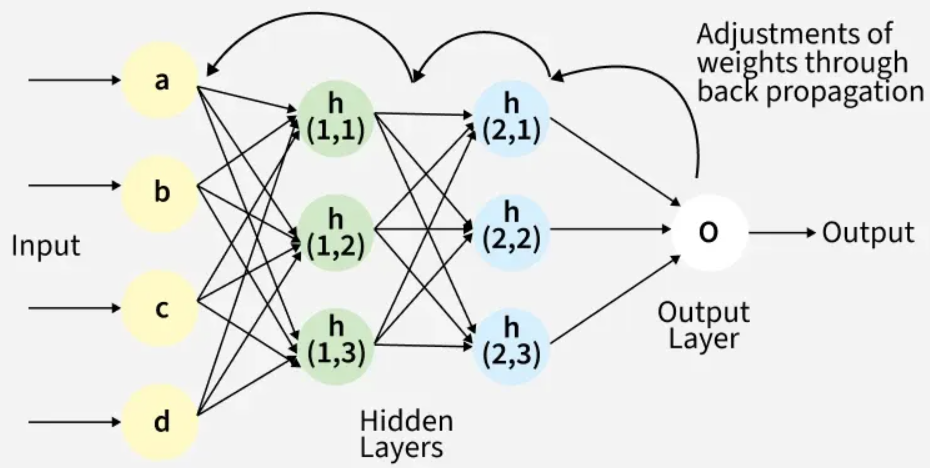 Adjustments of
weights through
back propagation
a
b
c
d
Input
h
(1,1)
h
(1,2)
h
(1,3)
h
(2,1)
h
(2,2)
h
(2,3)
O
Output
Output
Layer
Hidden
Layers